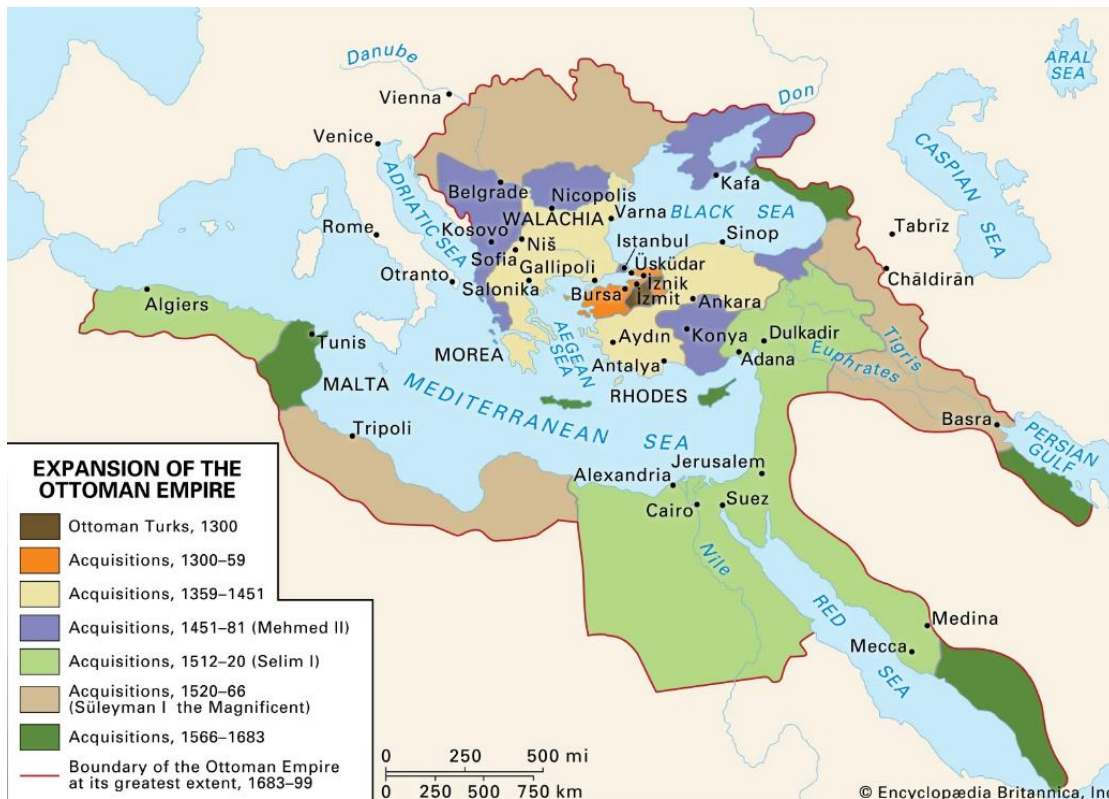 Danube
Vienna
Venice
ADRIATIC SEA
Rome
Otranto
Belgrade
Nicopolis
WALACHIA
Varna
Kosovo
Niš
Sofia
Gallipoli
Salonika
Istanbul
Üsküdar
İznik
İzmit
Bursa
Ankara
Sinop
BLACK SEA
Kafa
Don
ARAL
SEA
CASPIAN
SEA
Tabrīz
Chāldirān
Algiers
Tunis
MALTA
MOREA
AEGEAN
SEA
Aydın
Konya
Antalya
Dulkadir
Adana
Euphrates
Tigris
RHODES
MEDITERRANEAN SEA
Tripoli
Alexandria
Jerusalem
Cairo
Suez
Nile
Basra
PERSIAN
GULF
RED
SEA
Medina
Mecca
EXPANSION OF THE
OTTOMAN EMPIRE
Ottoman Turks, 1300
Acquisitions, 1300–59
Acquisitions, 1359–1451
Acquisitions, 1451–81 (Mehmed II)
Acquisitions, 1512–20 (Selim I)
Acquisitions, 1520–66
(Süleyman I the Magnificent)
Acquisitions, 1566–1683
Boundary of the Ottoman Empire
at its greatest extent, 1683–99
0 250 500 mi
0 250 500 750 km
© Encyclopædia Britannica, Inc